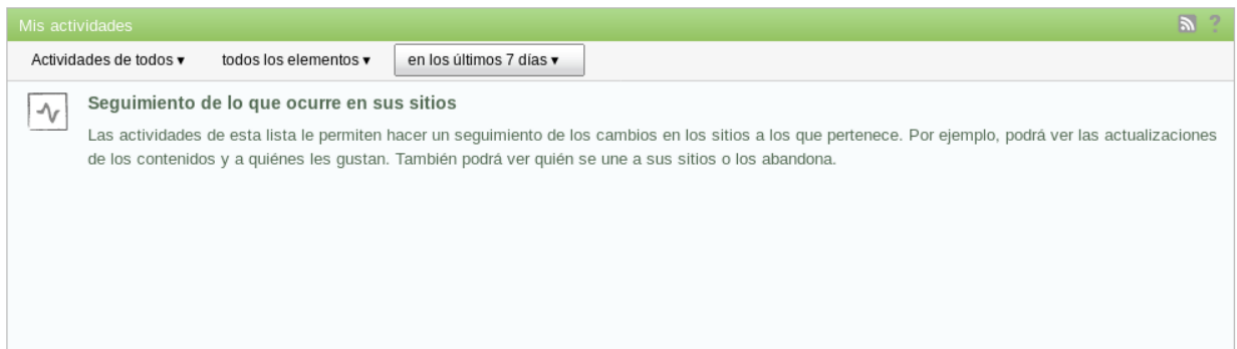 Mis actividades ?
Actividades de todos ▾ todos los elementos ▾ en los últimos 7 días ▾
Seguimiento de lo que ocurre en sus sitios
Las actividades de esta lista le permiten hacer un seguimiento de los cambios en los sitios a los que pertenece. Por ejemplo, podrá ver las actualizaciones
de los contenidos y a quiénes les gustan. También podrá ver quién se une a sus sitios o los abandona.